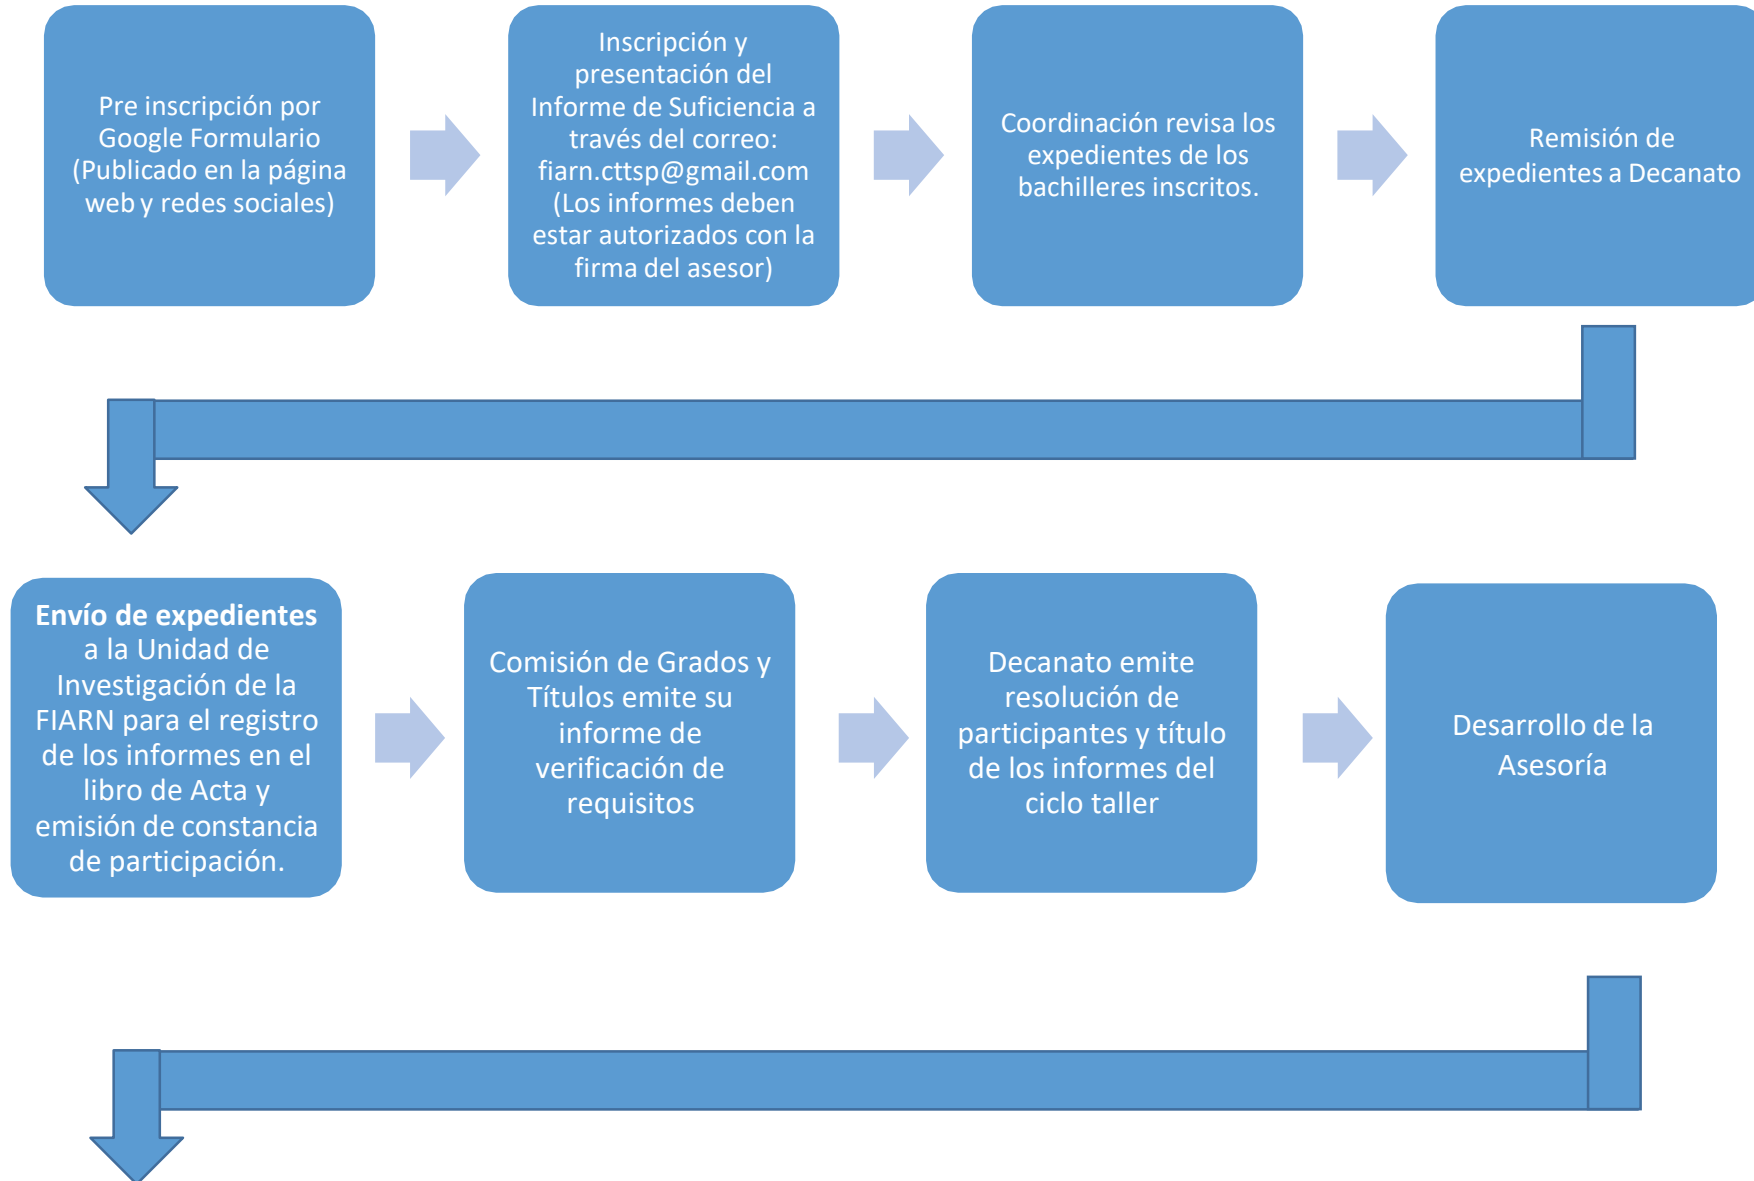 Pre inscripción por
Google Formulario
(Publicado en la página
web y redes sociales)
Inscripción y
presentación del
Informe de Suficiencia a
través del correo:
fiarn.cttsp@gmail.com
(Los informes deben
estar autorizados con la
firma del asesor)
Coordinación revisa los
expedientes de los
bachilleres inscritos.
Remisión de
expedientes a Decanato
Envío de expedientes
a la Unidad de
Investigación de la
FIARN para el registro
de los informes en el
libro de Acta y
emisión de constancia
de participación.
Comisión de Grados y
Títulos emite su
informe de
verificación de
requisitos
Decanato emite
resolución de
participantes y título
de los informes del
ciclo taller
Desarrollo de la
Asesoría